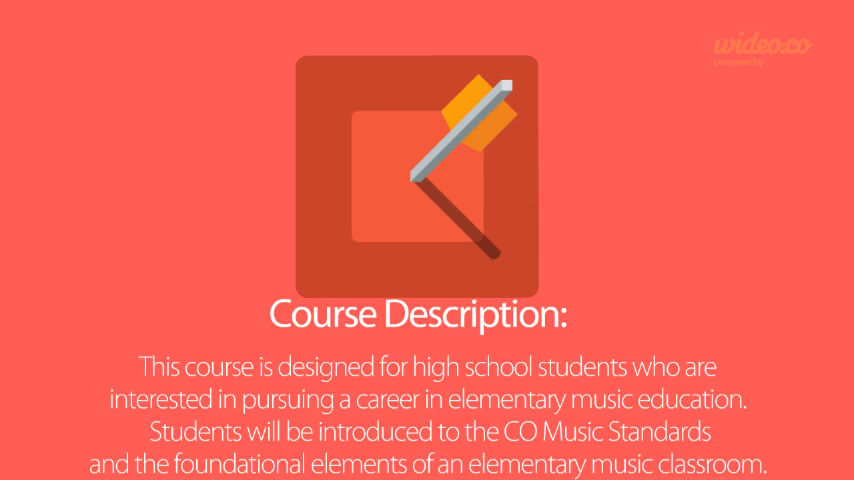 wideo.co
powered by
Course Description:
This course is designed for high school students who are
interested in pursuing a career in elementary music education.
Students will be introduced to the CO Music Standards
and the foundational elements of an elementary music classroom.